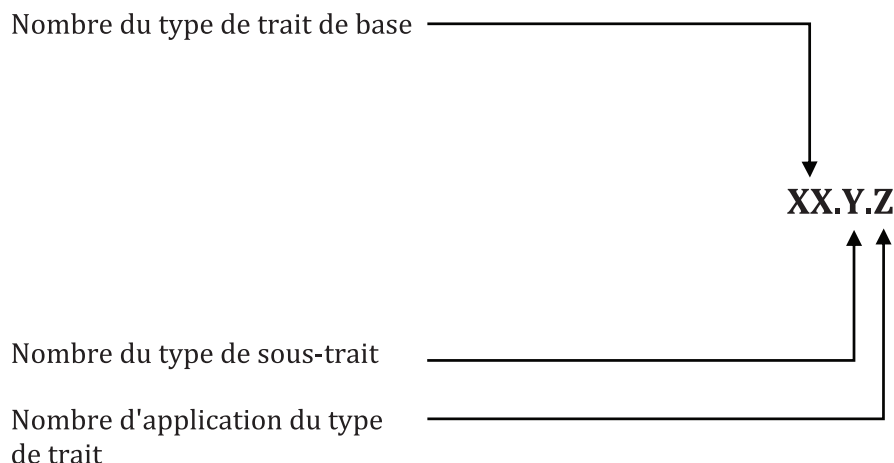 Nombre du type de trait de base
XX.Y.Z
Nombre du type de sous-trait
Nombre d'application du type
de trait